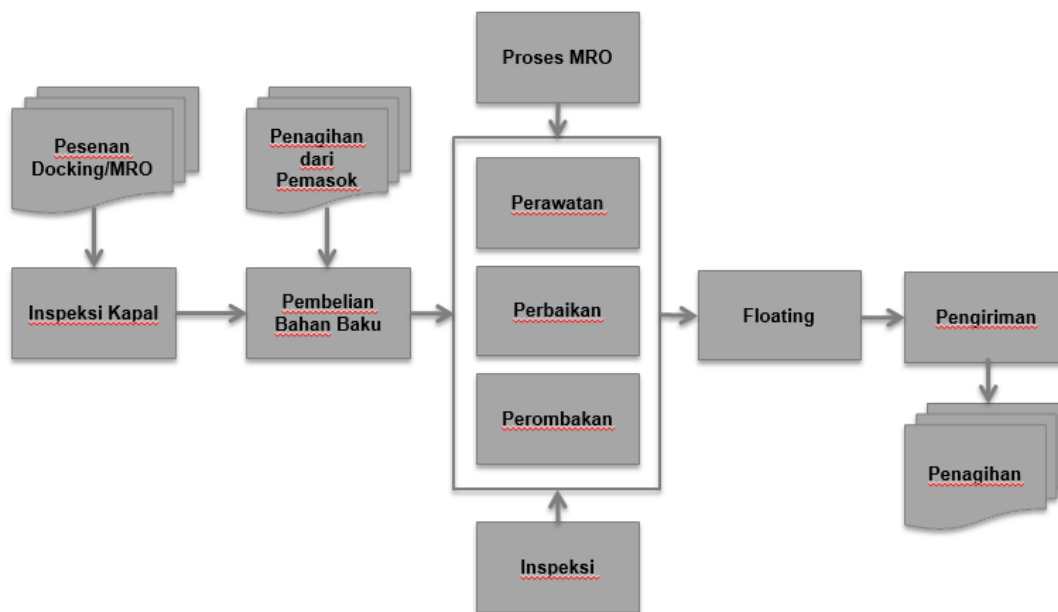 Proses MRO
Pesenan
Docking/MRO
Penagihan
dari
Pemasok
Perawatan
Inspeksi Kapal
Pembelian
Bahan Baku
Perbaikan
Floating
Pengiriman
Perombakan
Penagihan
Inspeksi